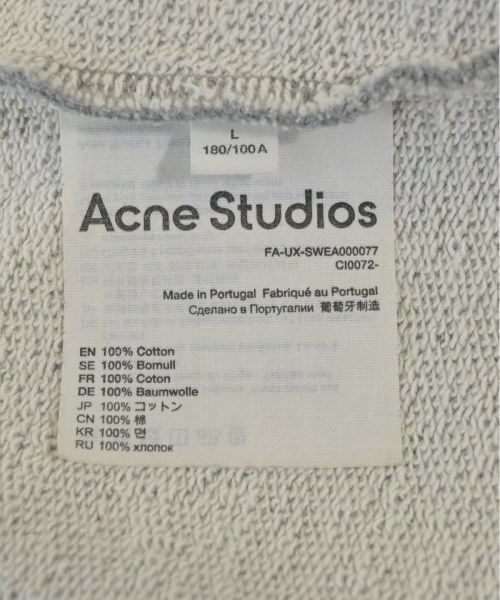 L
180/100A
Acne Studios
FA-UX-SWEA000077
CI0072-
Made in Portugal Fabriqué au Portugal
Сделано в Португалии 葡萄牙制造
EN 100% Cotton
SE 100% Bomull
FR 100% Coton
DE 100% Baumwolle
JP 100% コットン
CN 100% 棉
KR 100% 면
RU 100% хлопок